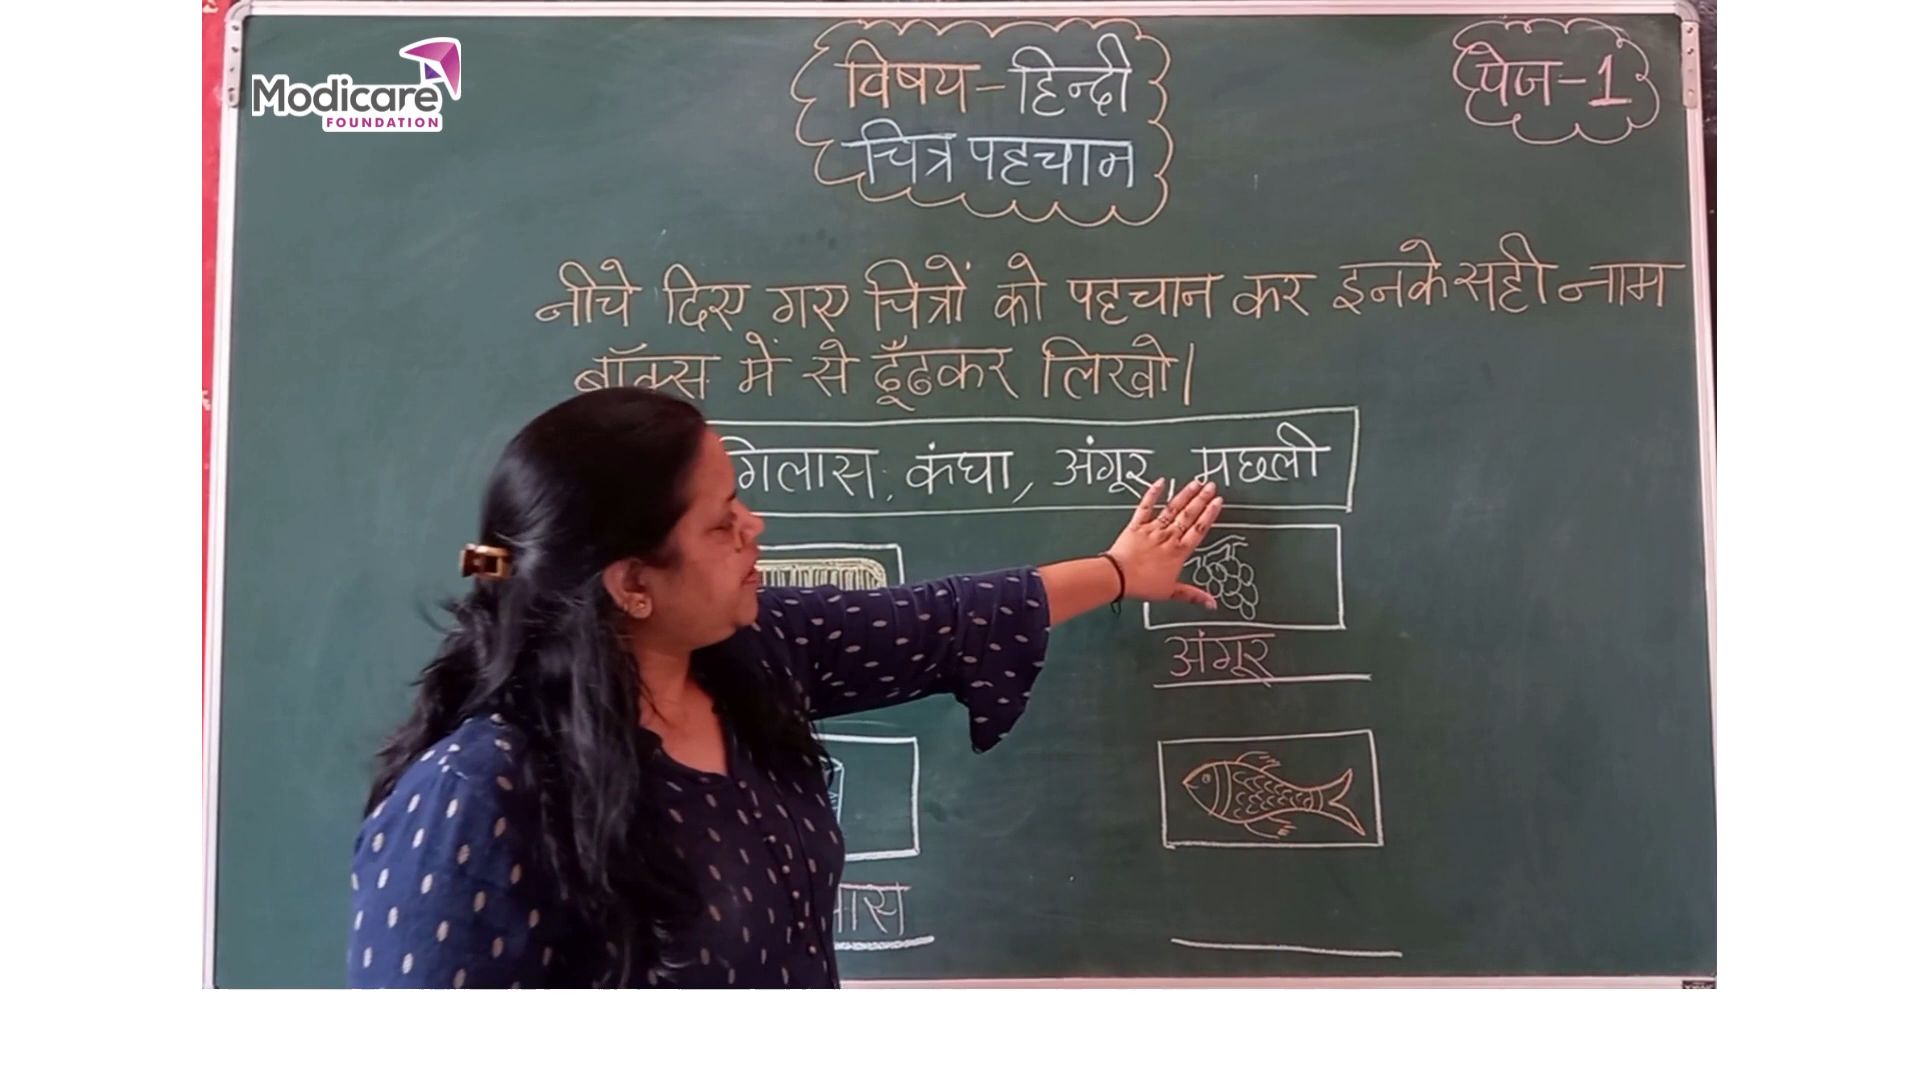 Modicare
FOUNDATION
विषय - हिन्दी
चित्र पहचान
पेज - 1
नीचे दिए गए चित्रों को पहचान कर इनके सही नाम
बॉक्स में से ढूँढकर लिखो।
गिलास, कंघा, अंगूर, मछली
अंगूर